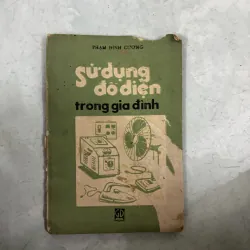 Sử dụng
đồ điện
trong gia đình